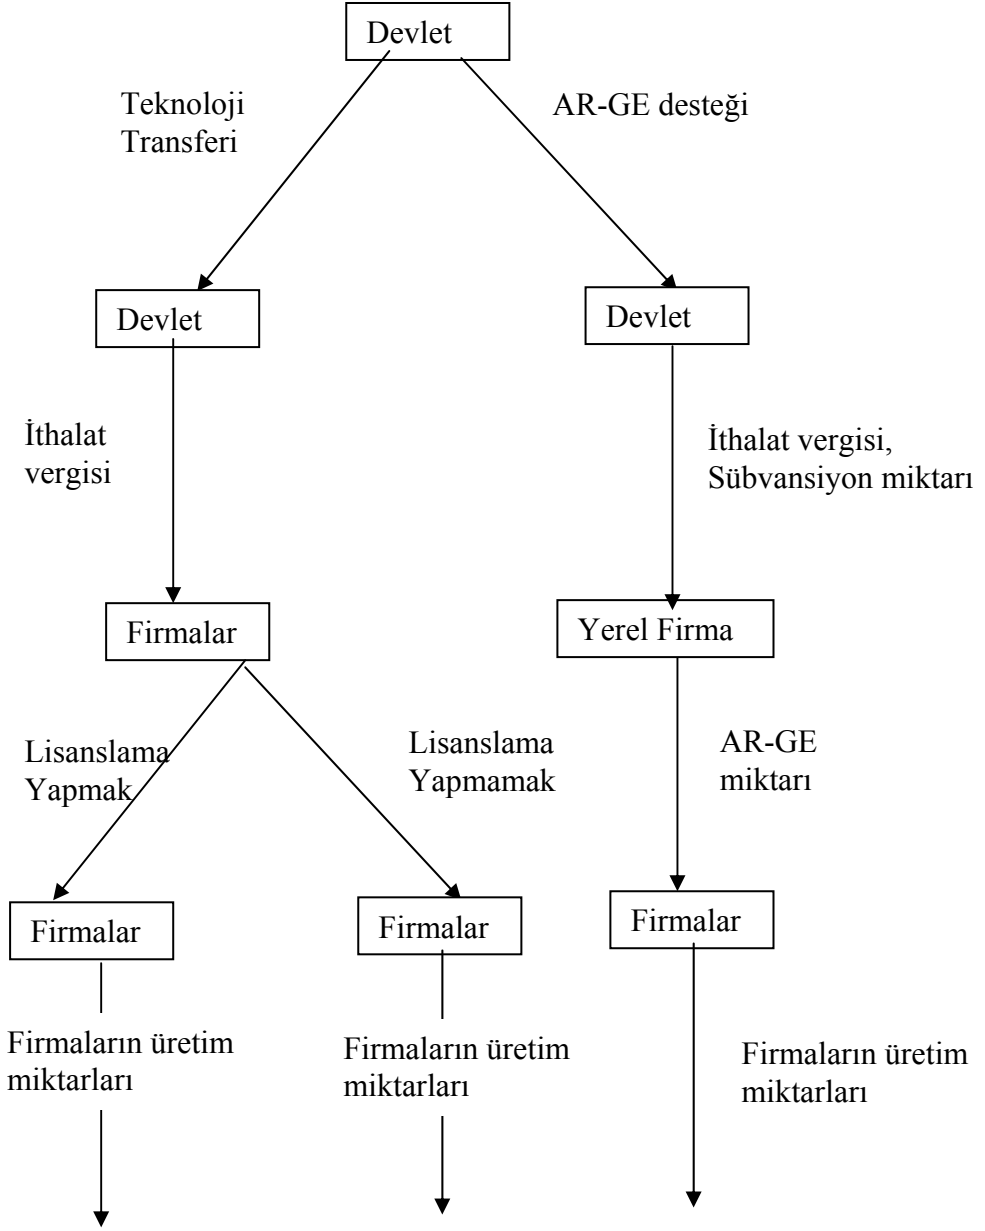 Devlet
Teknoloji
Transferi
AR-GE desteği
Devlet
Devlet
İthalat
vergisi
İthalat vergisi,
Sübvansiyon miktarı
Firmalar
Yerel Firma
Lisanslama
Yapmak
Lisanslama
Yapmamak
AR-GE
miktarı
Firmalar
Firmalar
Firmalar
Firmaların üretim
miktarları
Firmaların üretim
miktarları
Firmaların üretim
miktarları